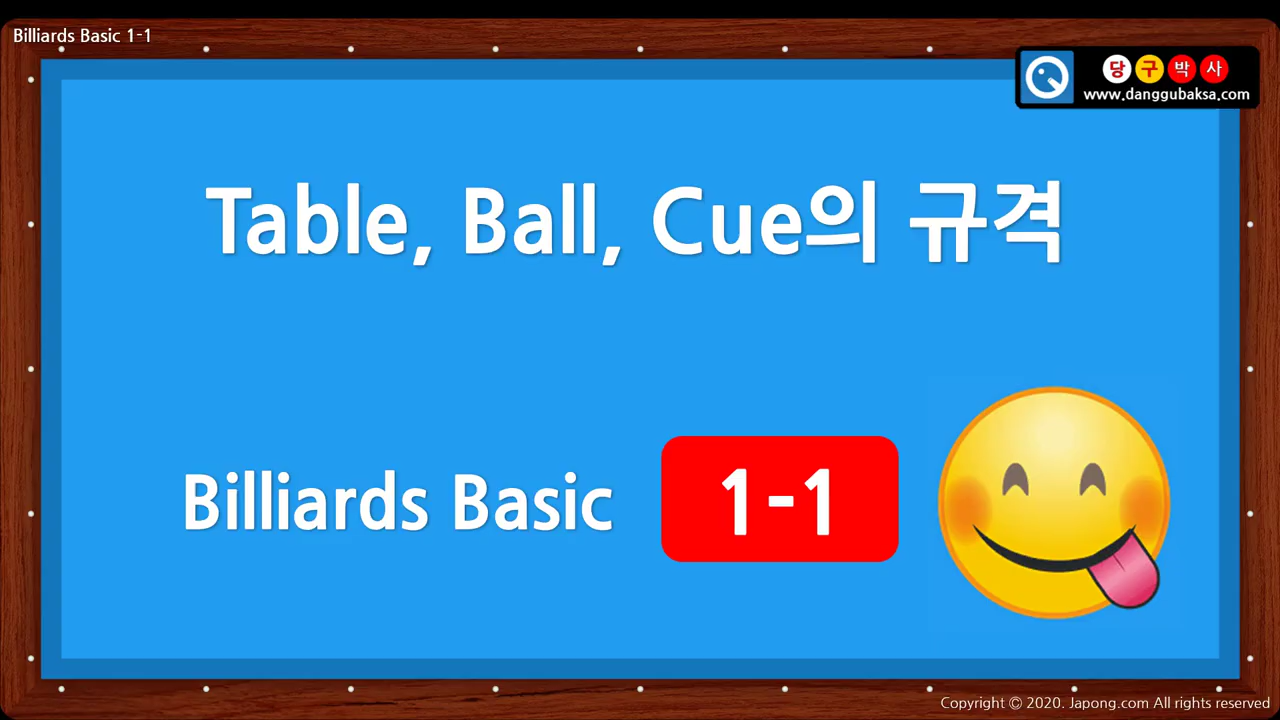 Billiards Basic 1-1
당구박사
www.danggubaksa.com
Table, Ball, Cue의 규격
Billiards Basic 1-1
Copyright © 2020. Japong.com All rights reserved